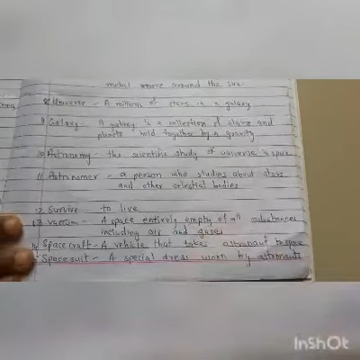 metal move around the sun.
8. Universe - A millions of stars is a galaxy
9. Galaxy - A galaxy is a collection of stars and
planets held together by a gravity
10. Astronomy - the scientific study of universe & space
11. Astronomer - a person who studies about stars
and other celestial bodies
12. Survive - to live
13. Vaccum - A space entirely empty of all substances
including air and gases
14. Spacecraft - A vehicle that takes astronaut to space
Spacesuit - A special dress worn by astronauts
InShOt